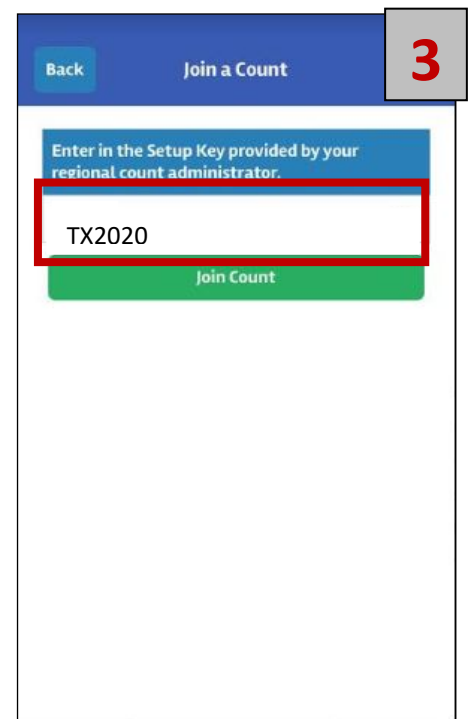 3
Back Join a Count
Enter in the Setup Key provided by your
regional count administrator.
TX2020
Join Count